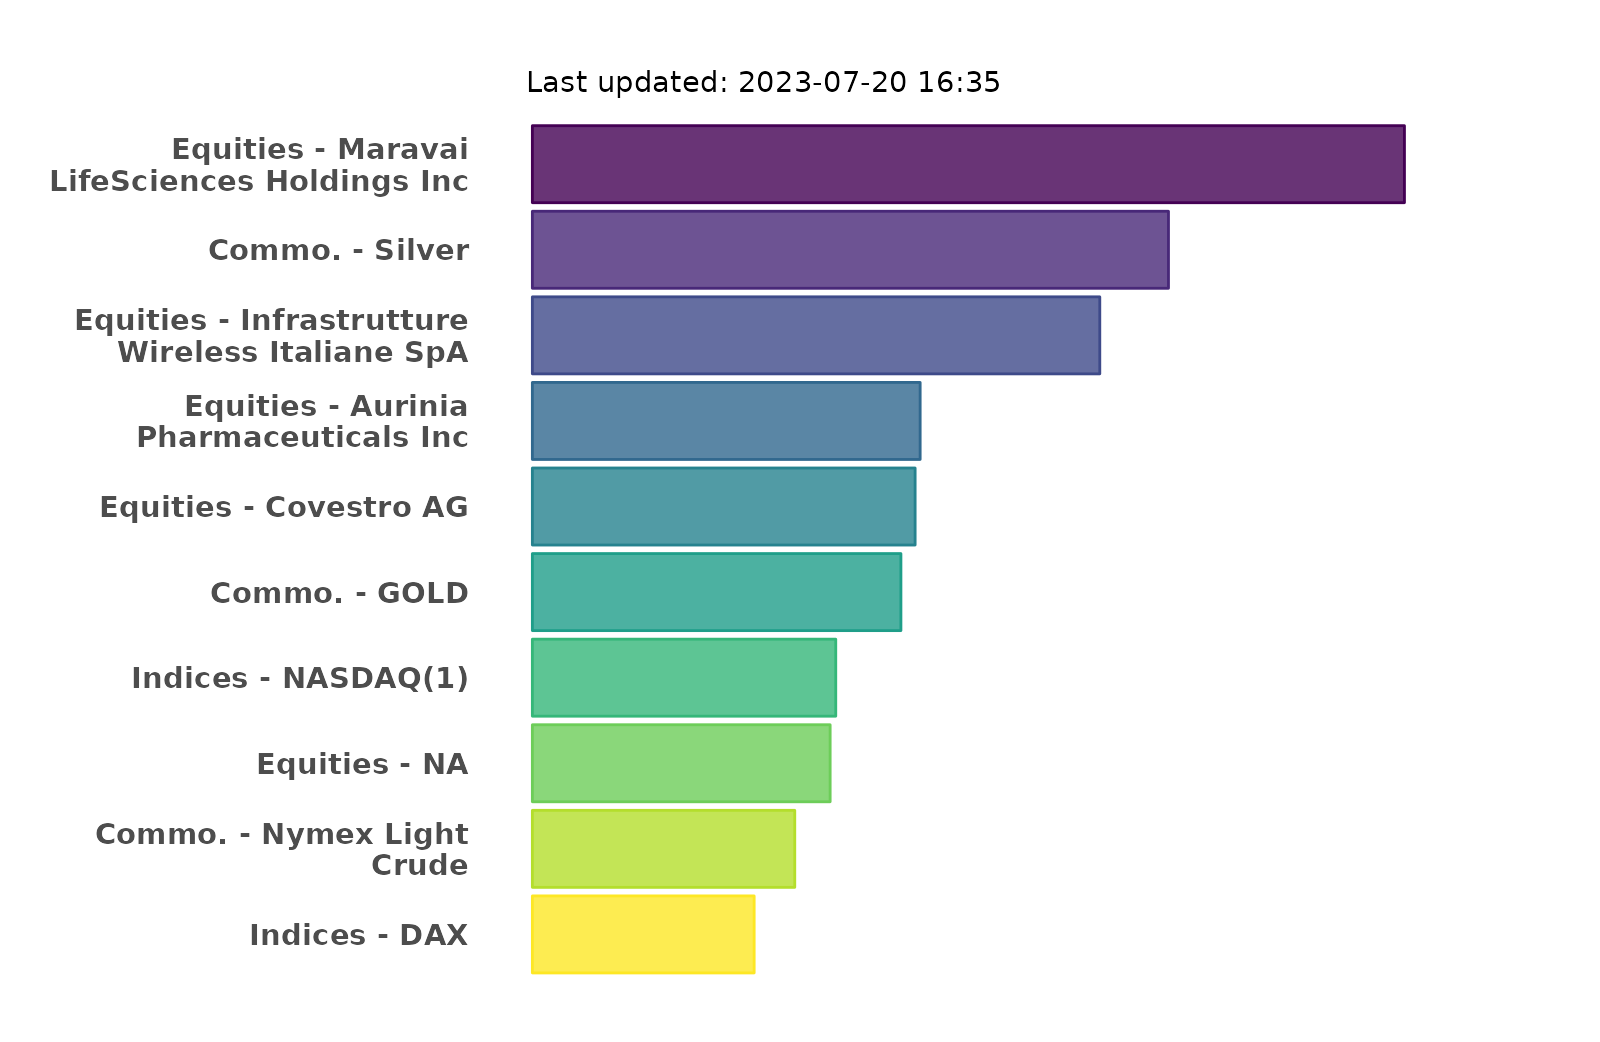 Last updated: 2023-07-20 16:35
Equities - Maravai
LifeSciences Holdings Inc
Commo. - Silver
Equities - Infrastrutture
Wireless Italiane SpA
Equities - Aurinia
Pharmaceuticals Inc
Equities - Covestro AG
Commo. - GOLD
Indices - NASDAQ(1)
Equities - NA
Commo. - Nymex Light
Crude
Indices - DAX